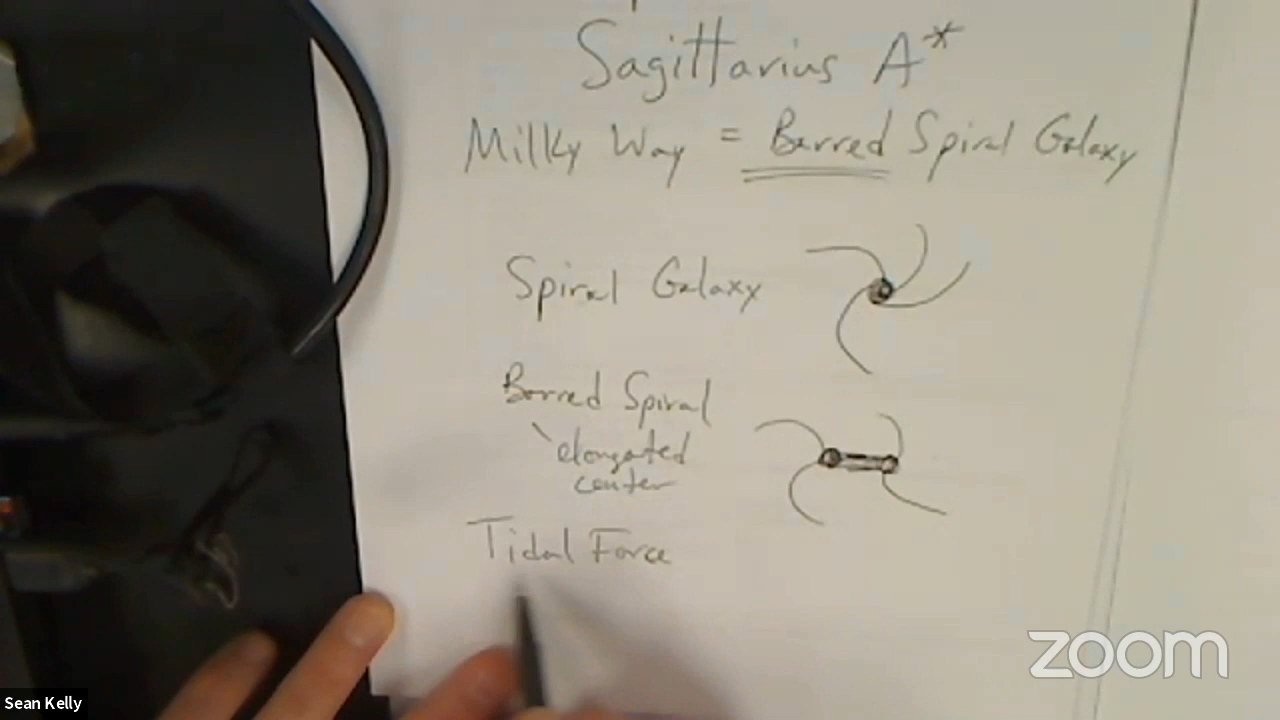 Sagittarius A*
Milky Way = Barred Spiral Galaxy
Spiral Galaxy
Barred Spiral
elongated
center
Tidal Force
zoom
Sean Kelly